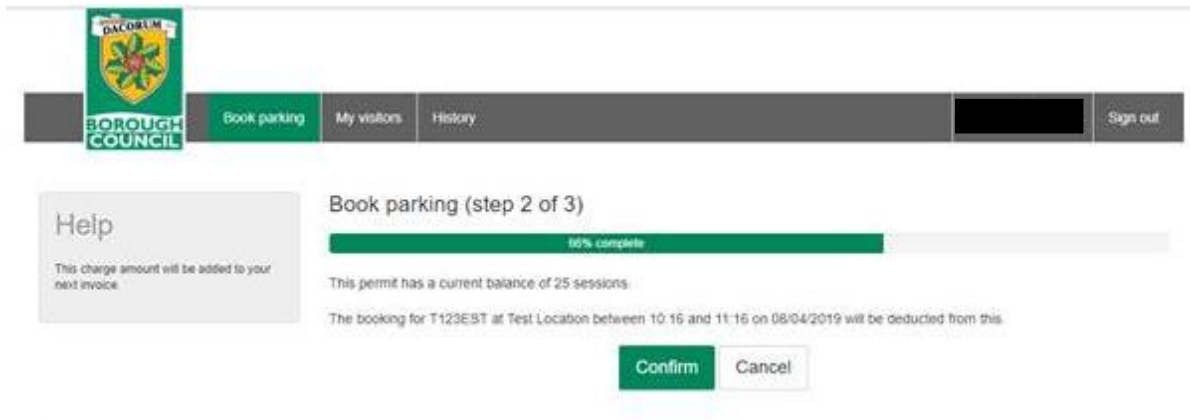 DACORUM
BOROUGH
COUNCIL
Book parking
My visitors
History
Sign out
Help
This charge amount will be added to your
next invoice.
Book parking (step 2 of 3)
66% complete
This permit has a current balance of 25 sessions.
The booking for T123EST at Test Location between 10:16 and 11:16 on 08/04/2019 will be deducted from this.
Confirm
Cancel